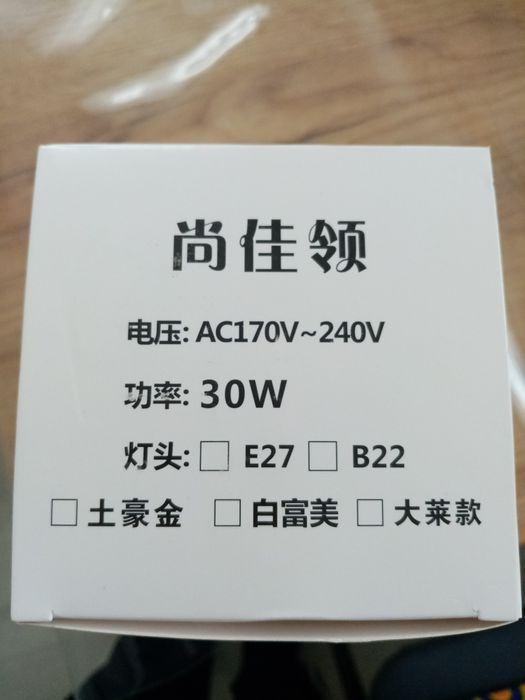 尚佳领
电压: AC170V~240V
功率: 30W
灯头: □ E27 □ B22
□ 土豪金 □ 白富美 □ 大莱款